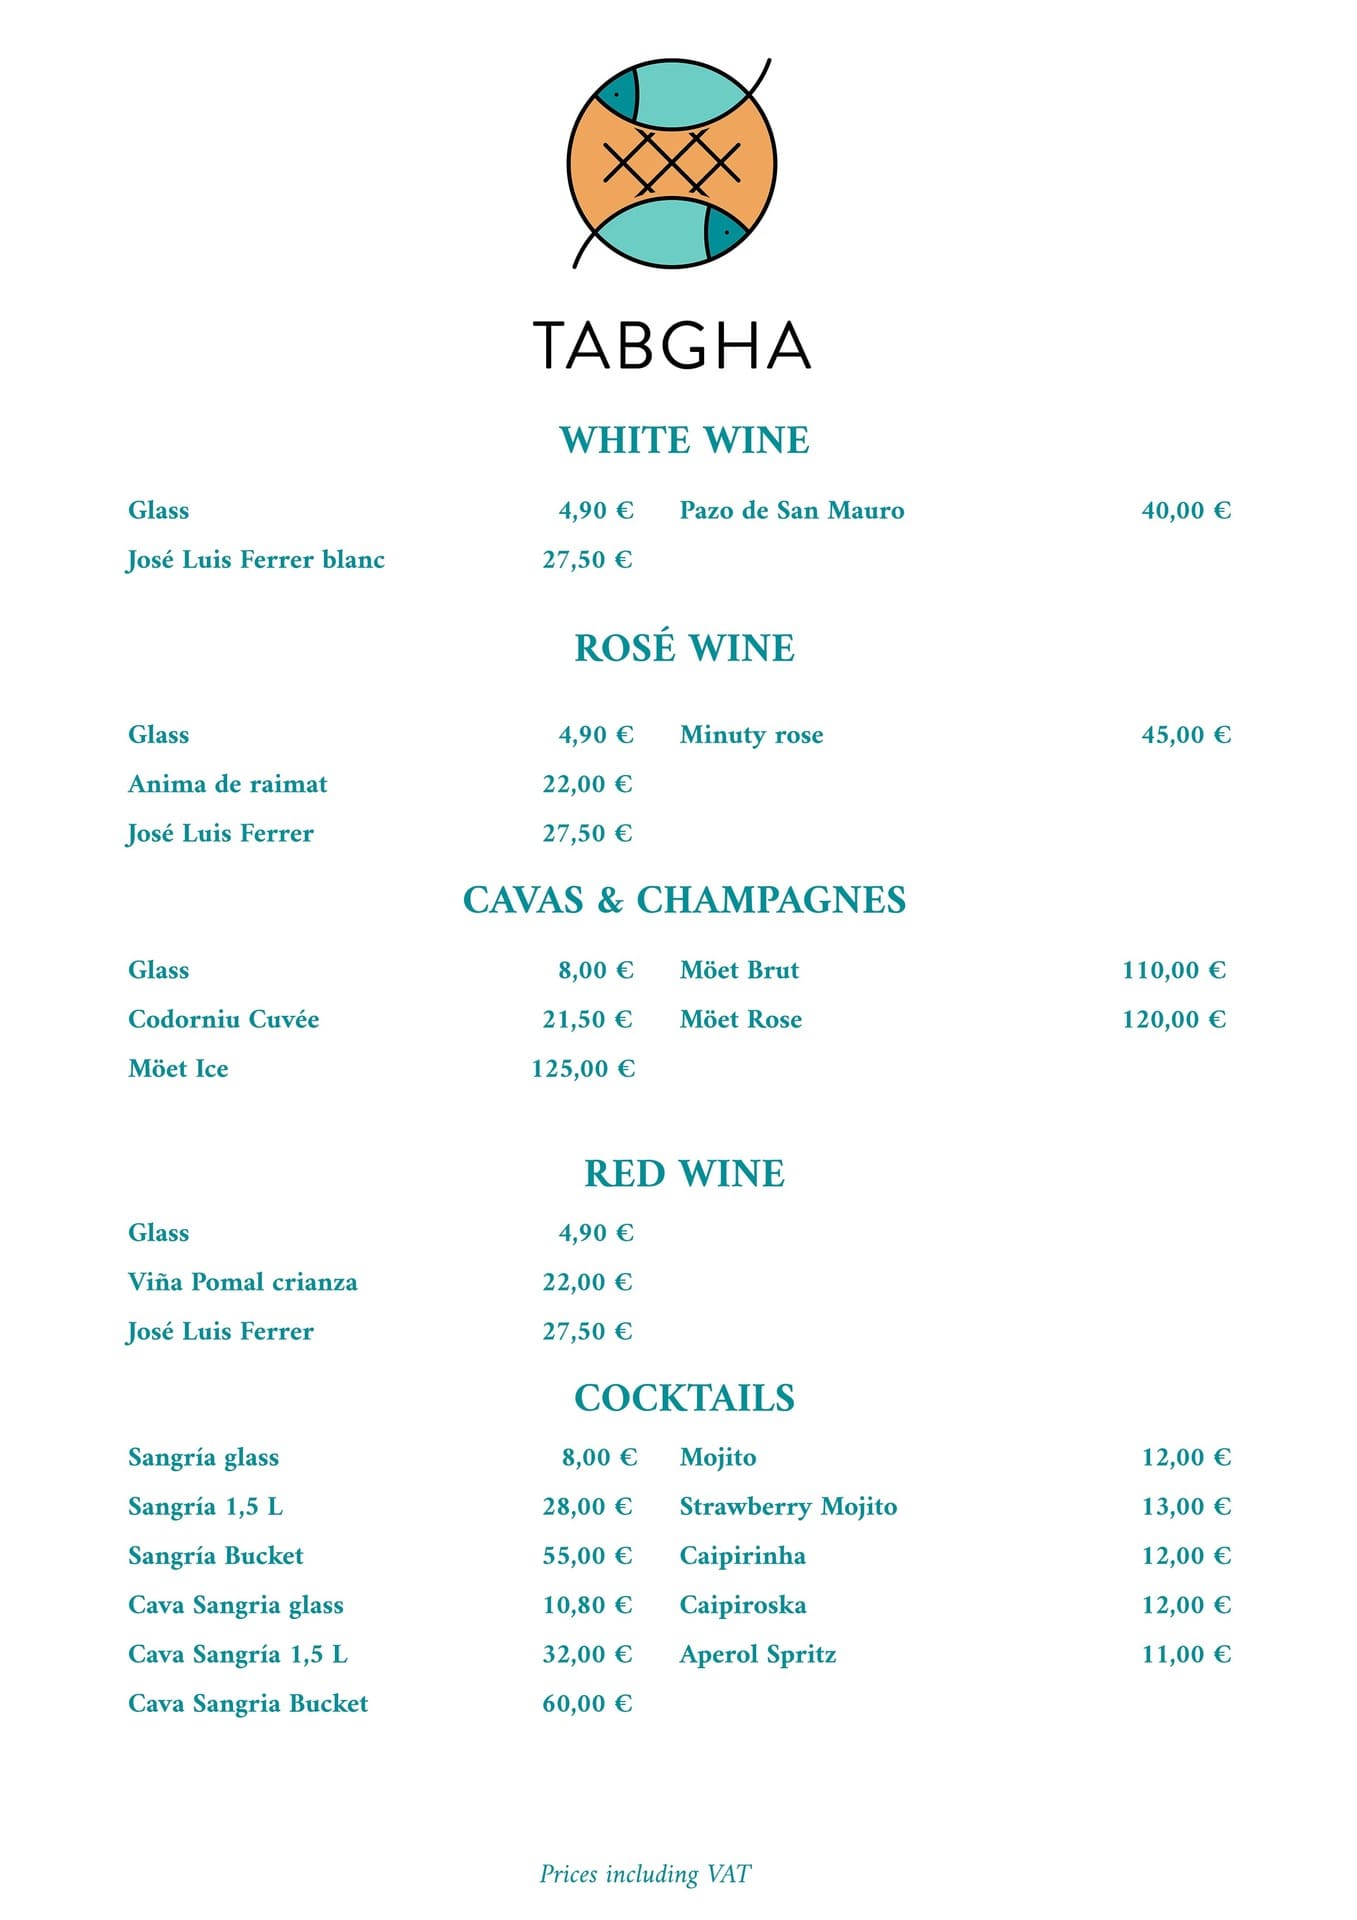 TABGHA
WHITE WINE
Glass 4,90 € Pazo de San Mauro 40,00 €
José Luis Ferrer blanc 27,50 €
ROSÉ WINE
Glass 4,90 € Minuty rose 45,00 €
Anima de raimat 22,00 €
José Luis Ferrer 27,50 €
CAVAS & CHAMPAGNES
Glass 8,00 € Möet Brut 110,00 €
Codorniu Cuvée 21,50 € Möet Rose 120,00 €
Möet Ice 125,00 €
RED WINE
Glass 4,90 €
Viña Pomal crianza 22,00 €
José Luis Ferrer 27,50 €
COCKTAILS
Sangría glass 8,00 € Mojito 12,00 €
Sangría 1,5 L 28,00 € Strawberry Mojito 13,00 €
Sangría Bucket 55,00 € Caipirinha 12,00 €
Cava Sangria glass 10,80 € Caipiroska 12,00 €
Cava Sangría 1,5 L 32,00 € Aperol Spritz 11,00 €
Cava Sangria Bucket 60,00 €
Prices including VAT